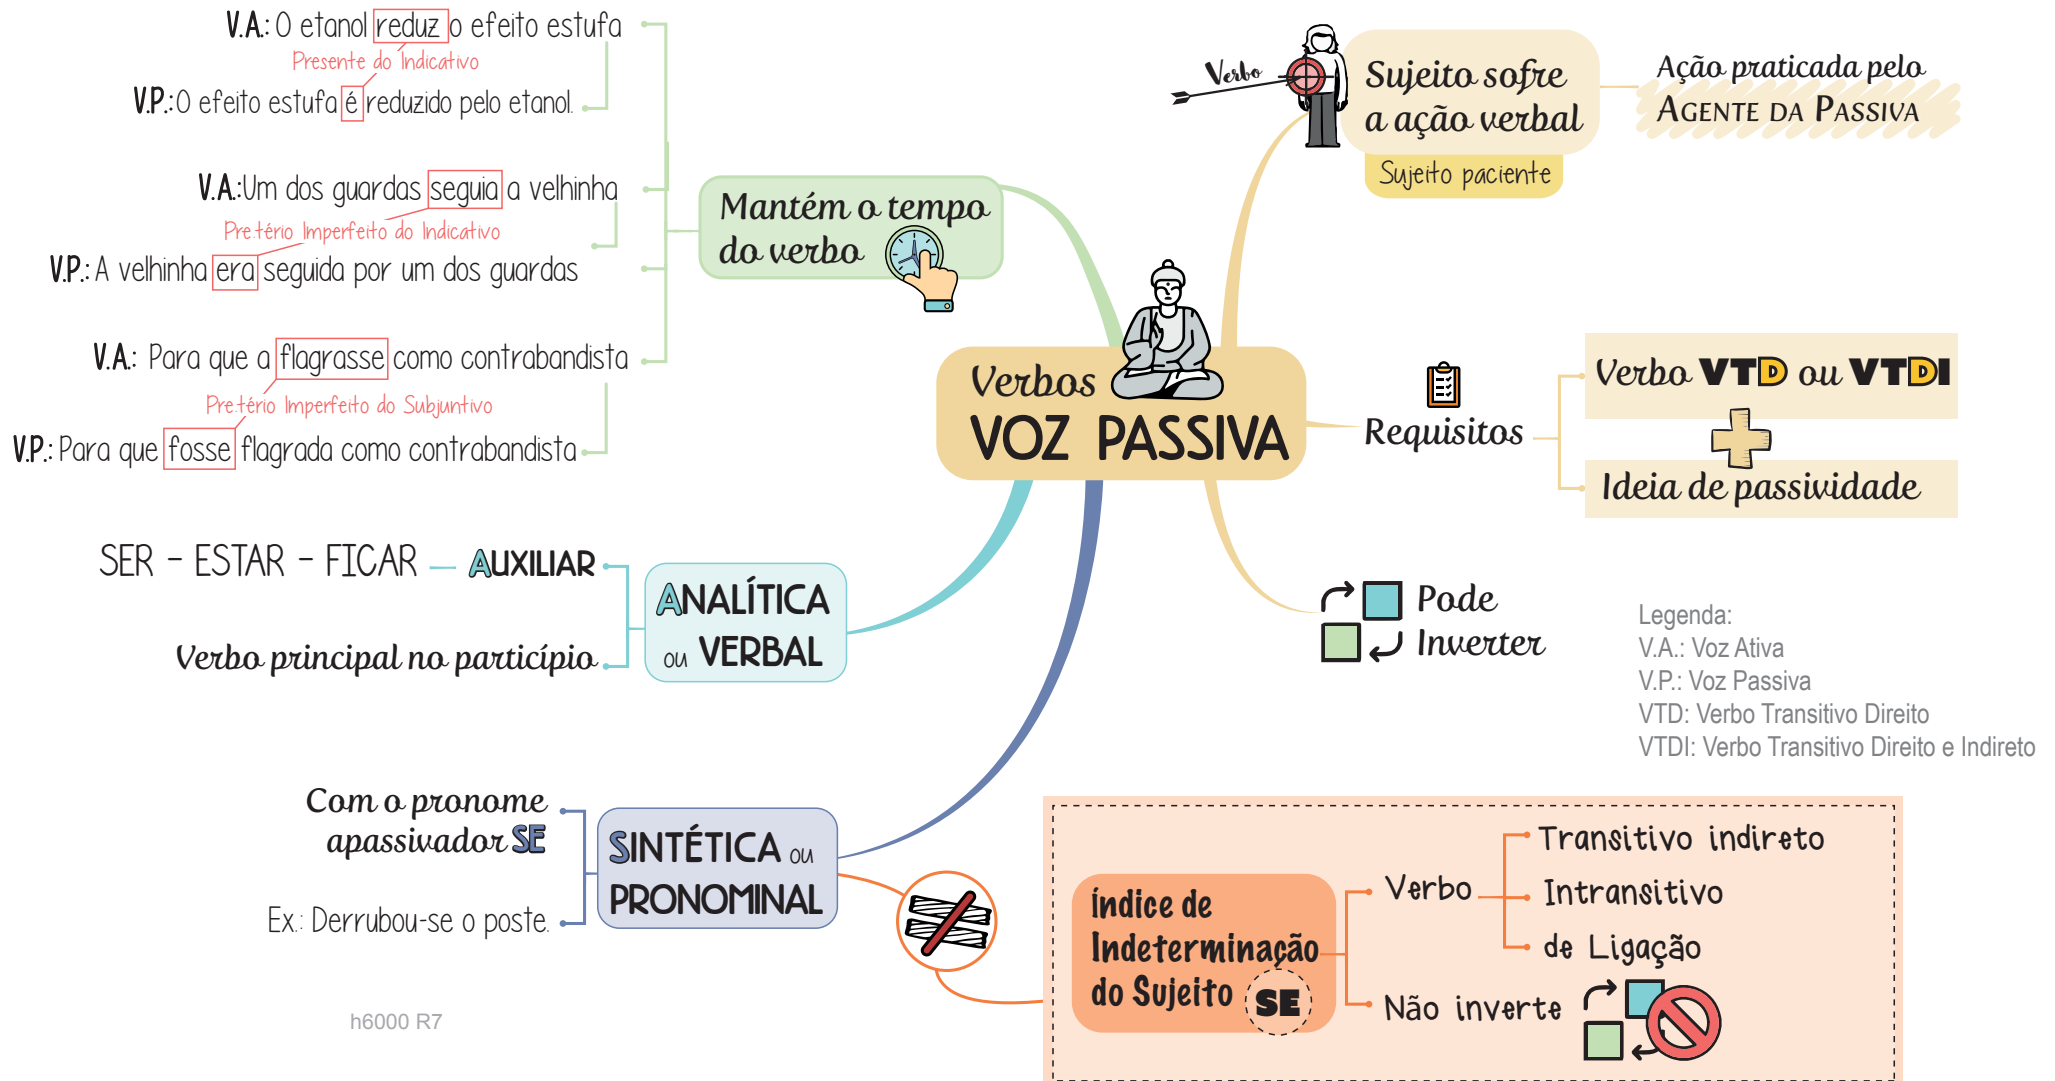 V.A.: O etanol reduz o efeito estufa
Presente do Indicativo
V.P.: O efeito estufa é reduzido pelo etanol.
V.A.: Um dos guardas seguia a velhinha
Pre.tério Imperfeito do Indicativo
V.P.: A velhinha era seguida por um dos guardas
V.A.: Para que a flagrasse como contrabandista
Pre.tério Imperfeito do Subjuntivo
V.P.: Para que fosse flagrada como contrabandista
Mantém o tempo
do verbo
Verbo
Sujeito sofre
a ação verbal
Sujeito paciente
Ação praticada pelo
AGENTE DA PASSIVA
Verbos
VOZ PASSIVA
Requisitos
Verbo VTD ou VTDI
Ideia de passividade
Pode
Inverter
Legenda:
V.A.: Voz Ativa
V.P.: Voz Passiva
VTD: Verbo Transitivo Direito
VTDI: Verbo Transitivo Direito e Indireto
SER - ESTAR - FICAR
AUXILIAR
Verbo principal no particípio
ANALÍTICA
OU VERBAL
Com o pronome
apassivador SE
Ex.: Derrubou-se o poste.
SINTÉTICA OU
PRONOMINAL
Índice de
Indeterminação
do Sujeito SE
Verbo
Transitivo indireto
Intransitivo
de Ligação
Não inverte
h6000 R7